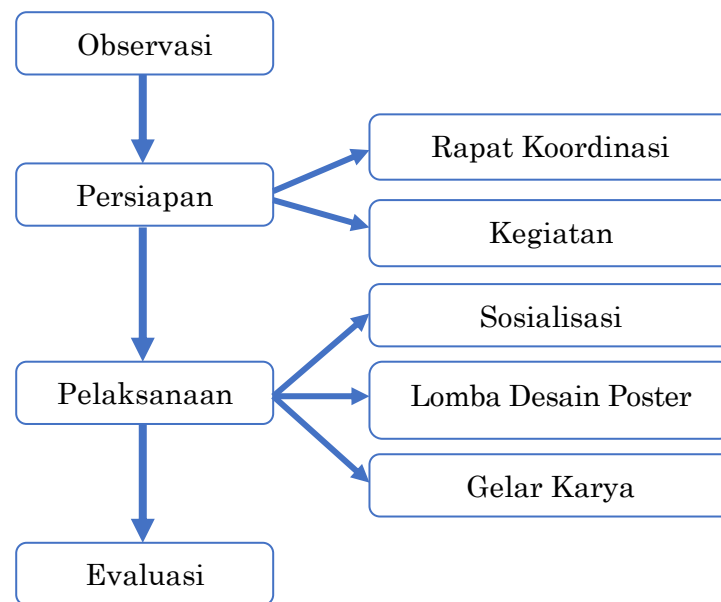 Observasi
Rapat Koordinasi
Persiapan
Kegiatan
Sosialisasi
Pelaksanaan
Lomba Desain Poster
Gelar Karya
Evaluasi